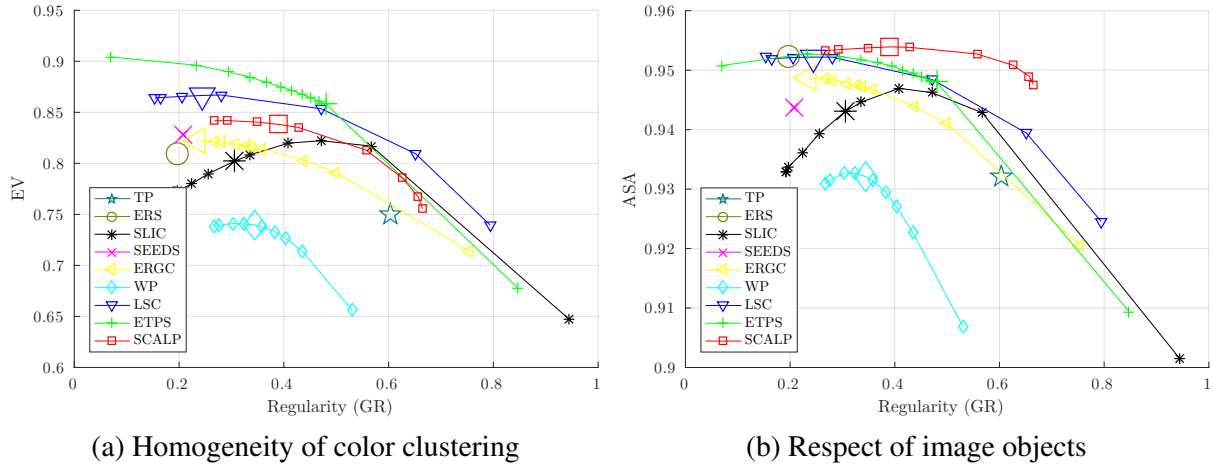 0.95
0.9
0.85
0.8
0.75
0.7
0.65
0.6
EV
TP
ERS
SLIC
SEEDS
ERGC
WP
LSC
ETPS
SCALP
0 0.2 0.4 0.6 0.8 1
Regularity (GR)
(a) Homogeneity of color clustering
0.96
0.95
0.94
0.93
0.92
0.91
0.9
ASA
TP
ERS
SLIC
SEEDS
ERGC
WP
LSC
ETPS
SCALP
0 0.2 0.4 0.6 0.8 1
Regularity (GR)
(b) Respect of image objects